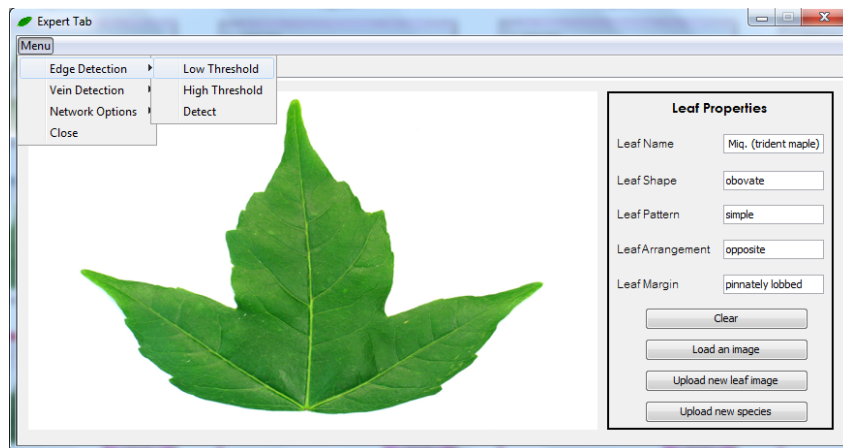 Expert Tab
Menu
Edge Detection
Vein Detection
Network Options
Close
Low Threshold
High Threshold
Detect
Leaf Properties
Leaf Name Miq. (trident maple)
Leaf Shape obovate
Leaf Pattern simple
Leaf Arrangement opposite
Leaf Margin pinnately lobbed
Clear
Load an image
Upload new leaf image
Upload new species